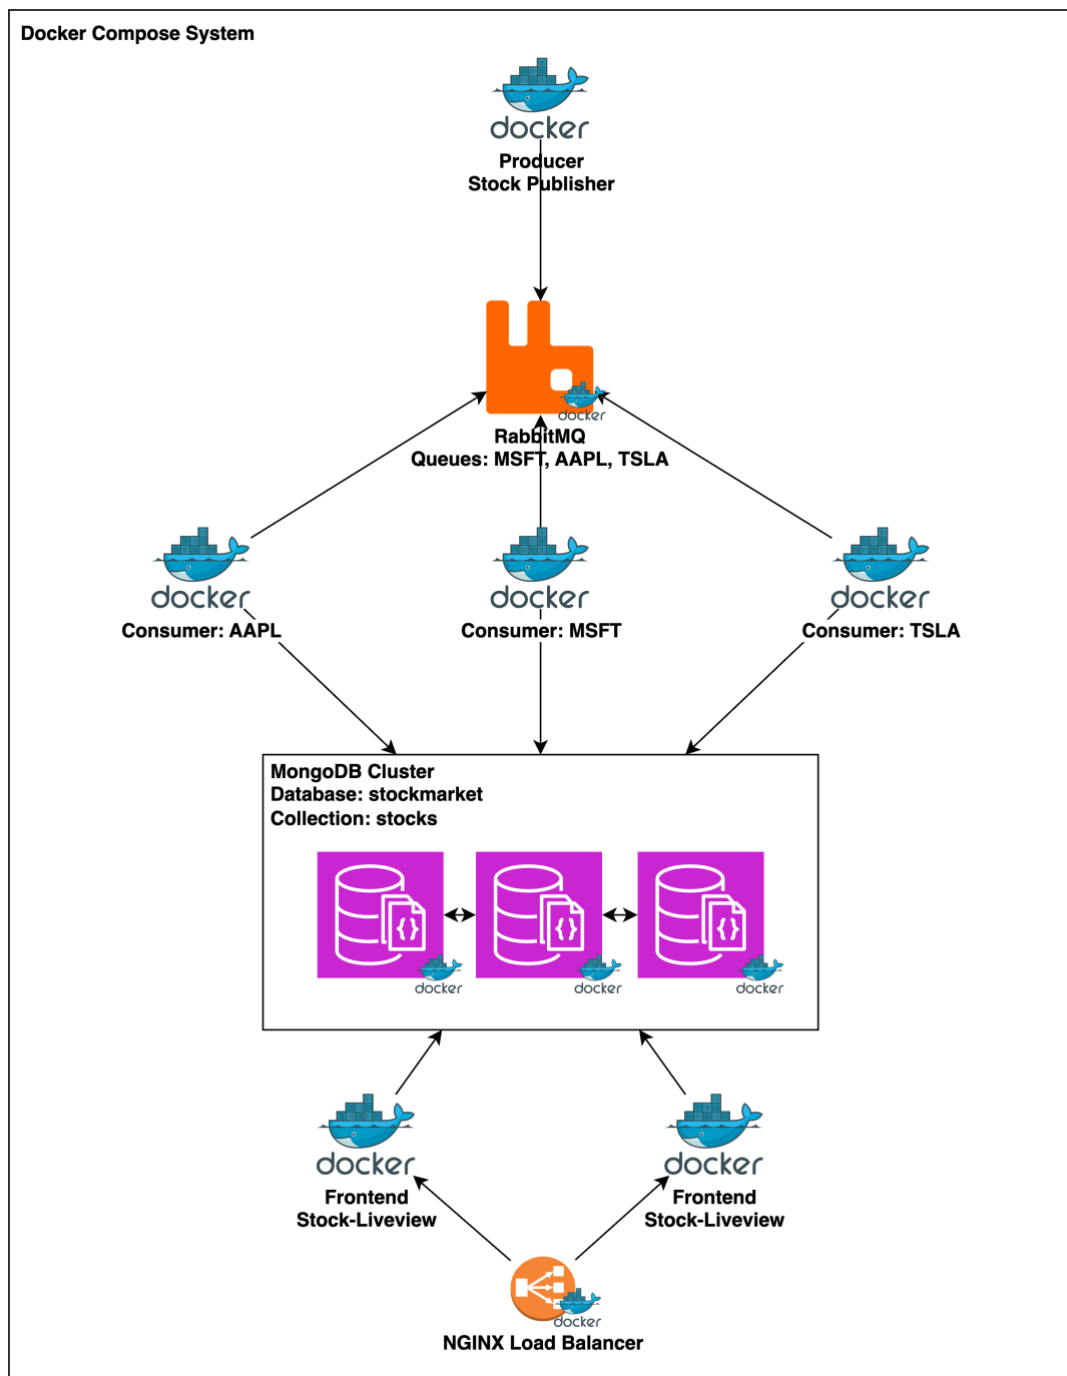 Docker Compose System
docker
Producer
Stock Publisher
docker
RabbitMQ
Queues: MSFT, AAPL, TSLA
docker
Consumer: AAPL
docker
Consumer: MSFT
docker
Consumer: TSLA
MongoDB Cluster
Database: stockmarket
Collection: stocks
{}
{}
{}
docker
docker
docker
docker
Frontend
Stock-Liveview
docker
Frontend
Stock-Liveview
docker
NGINX Load Balancer